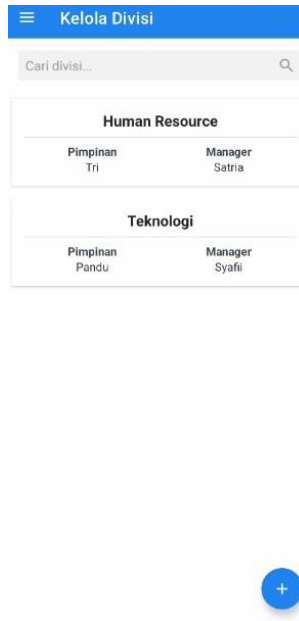 Kelola Divisi
Cari divisi...
Human Resource
Pimpinan Manager
Tri Satria
Teknologi
Pimpinan Manager
Pandu Syafii
+